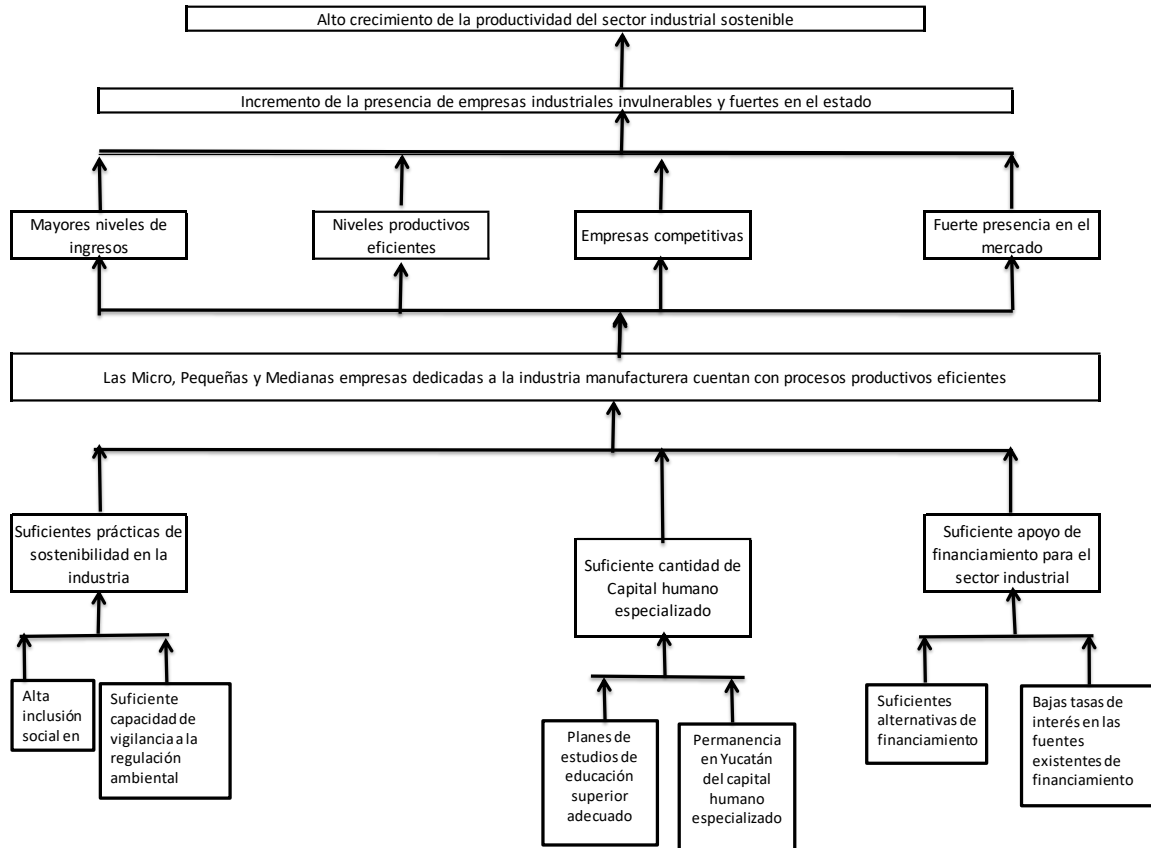 Alto crecimiento de la productividad del sector industrial sostenible
Incremento de la presencia de empresas industriales invulnerables y fuertes en el estado
Mayores niveles de
ingresos
Niveles productivos
eficientes
Empresas competitivas
Fuerte presencia en el
mercado
Las Micro, Pequeñas y Medianas empresas dedicadas a la industria manufacturera cuentan con procesos productivos eficientes
Suficientes prácticas de
sostenibilidad en la
industria
Suficiente cantidad de
Capital humano
especializado
Suficiente apoyo de
financiamiento para el
sector industrial
Alta
inclusión
social en
Suficiente
capacidad de
vigilancia a la
regulación
ambiental
Planes de
estudios de
educación
superior
adecuado
Permanencia
en Yucatán
del capital
humano
especializado
Suficientes
alternativas de
financiamiento
Bajas tasas de
interés en las
fuentes
existentes de
financiamiento